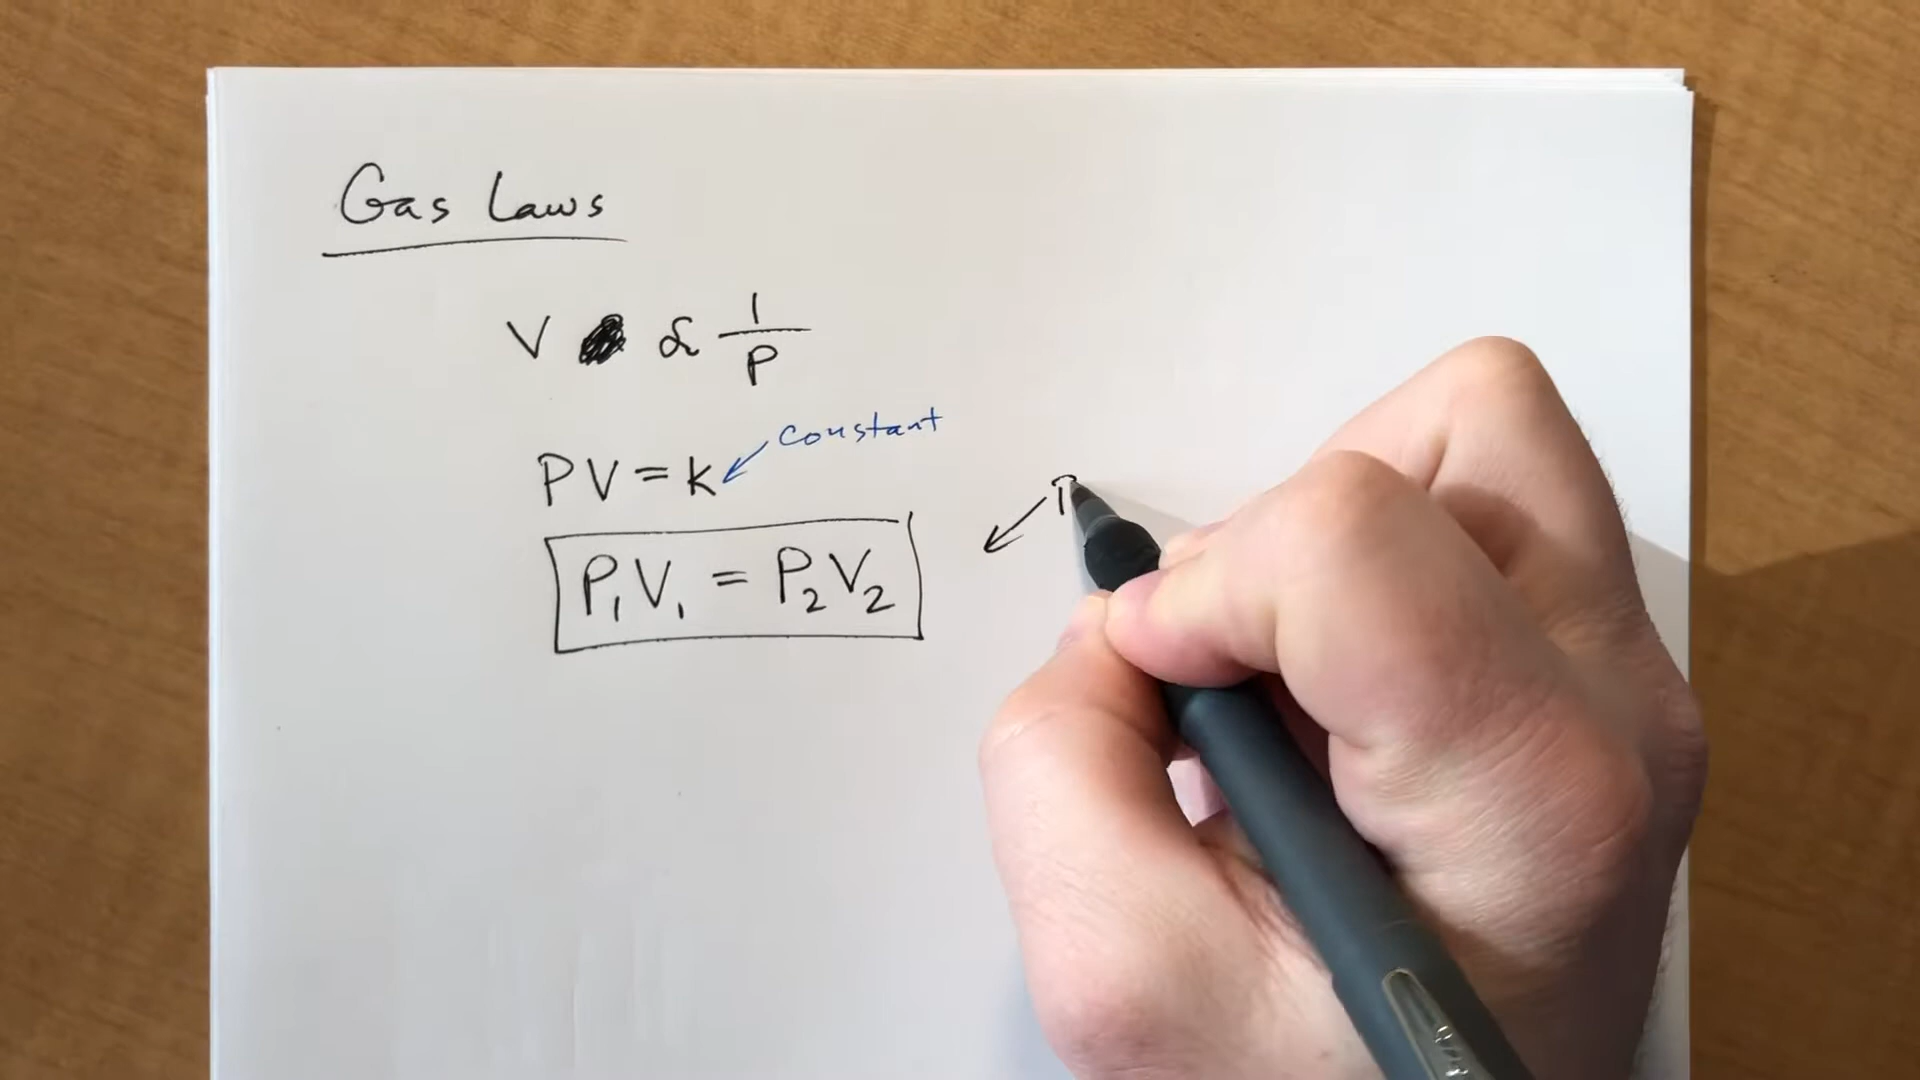 Gas Laws
V ∝ 1/P
constant
PV = k
P₁V₁ = P₂V₂